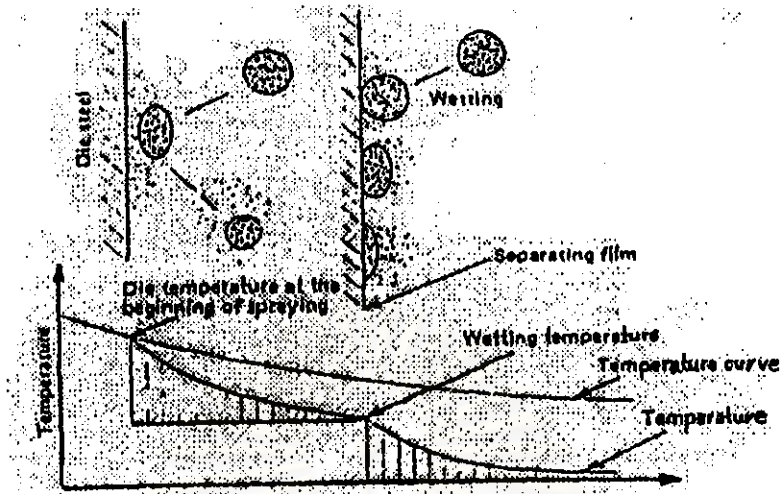 Die steel
Wetting
Separating film
Die temperature at the
beginning of spraying
Wetting temperature
Temperature curve
Temperature
Temperature